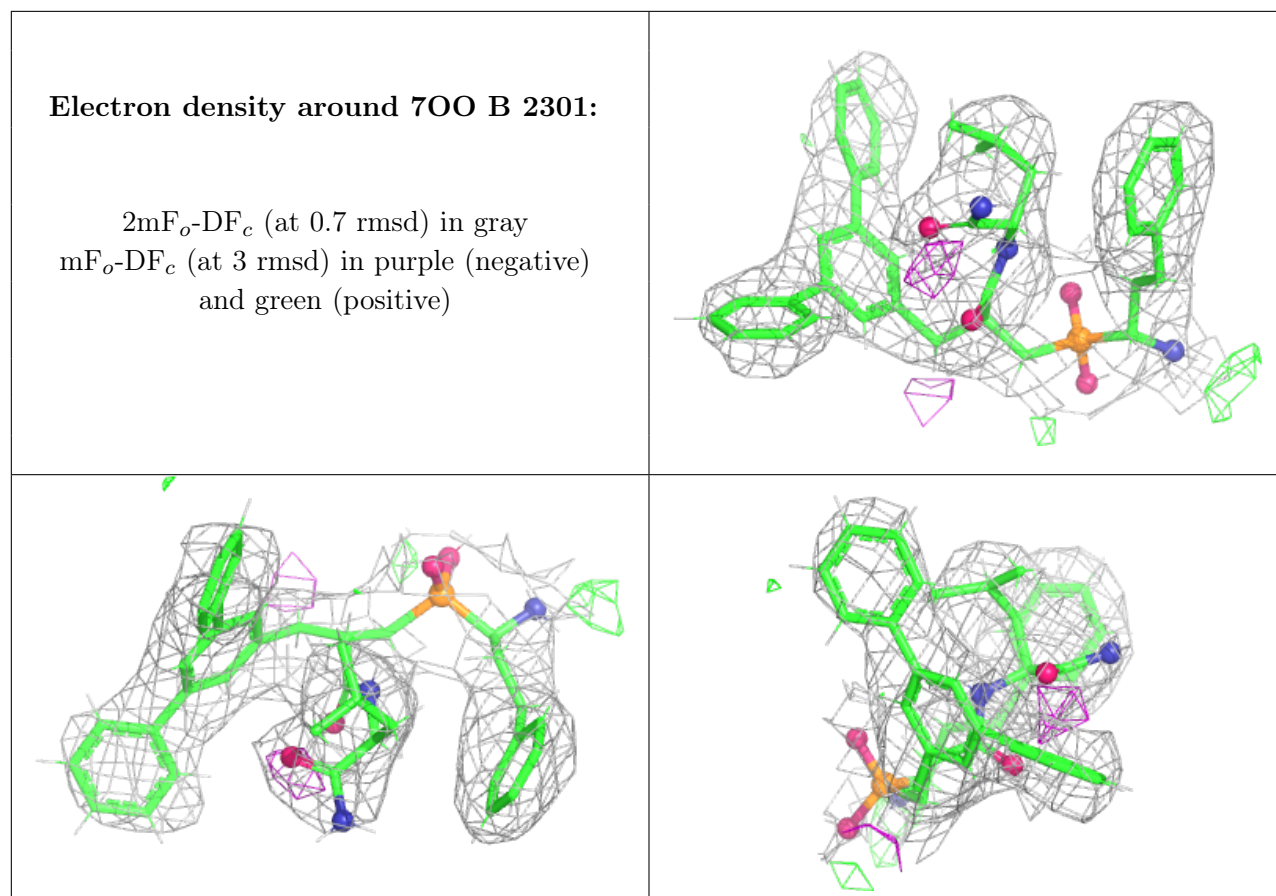 Electron density around 7OO B 2301:
2mFₒ-DF𝒸 (at 0.7 rmsd) in gray
mFₒ-DF𝒸 (at 3 rmsd) in purple (negative)
and green (positive)